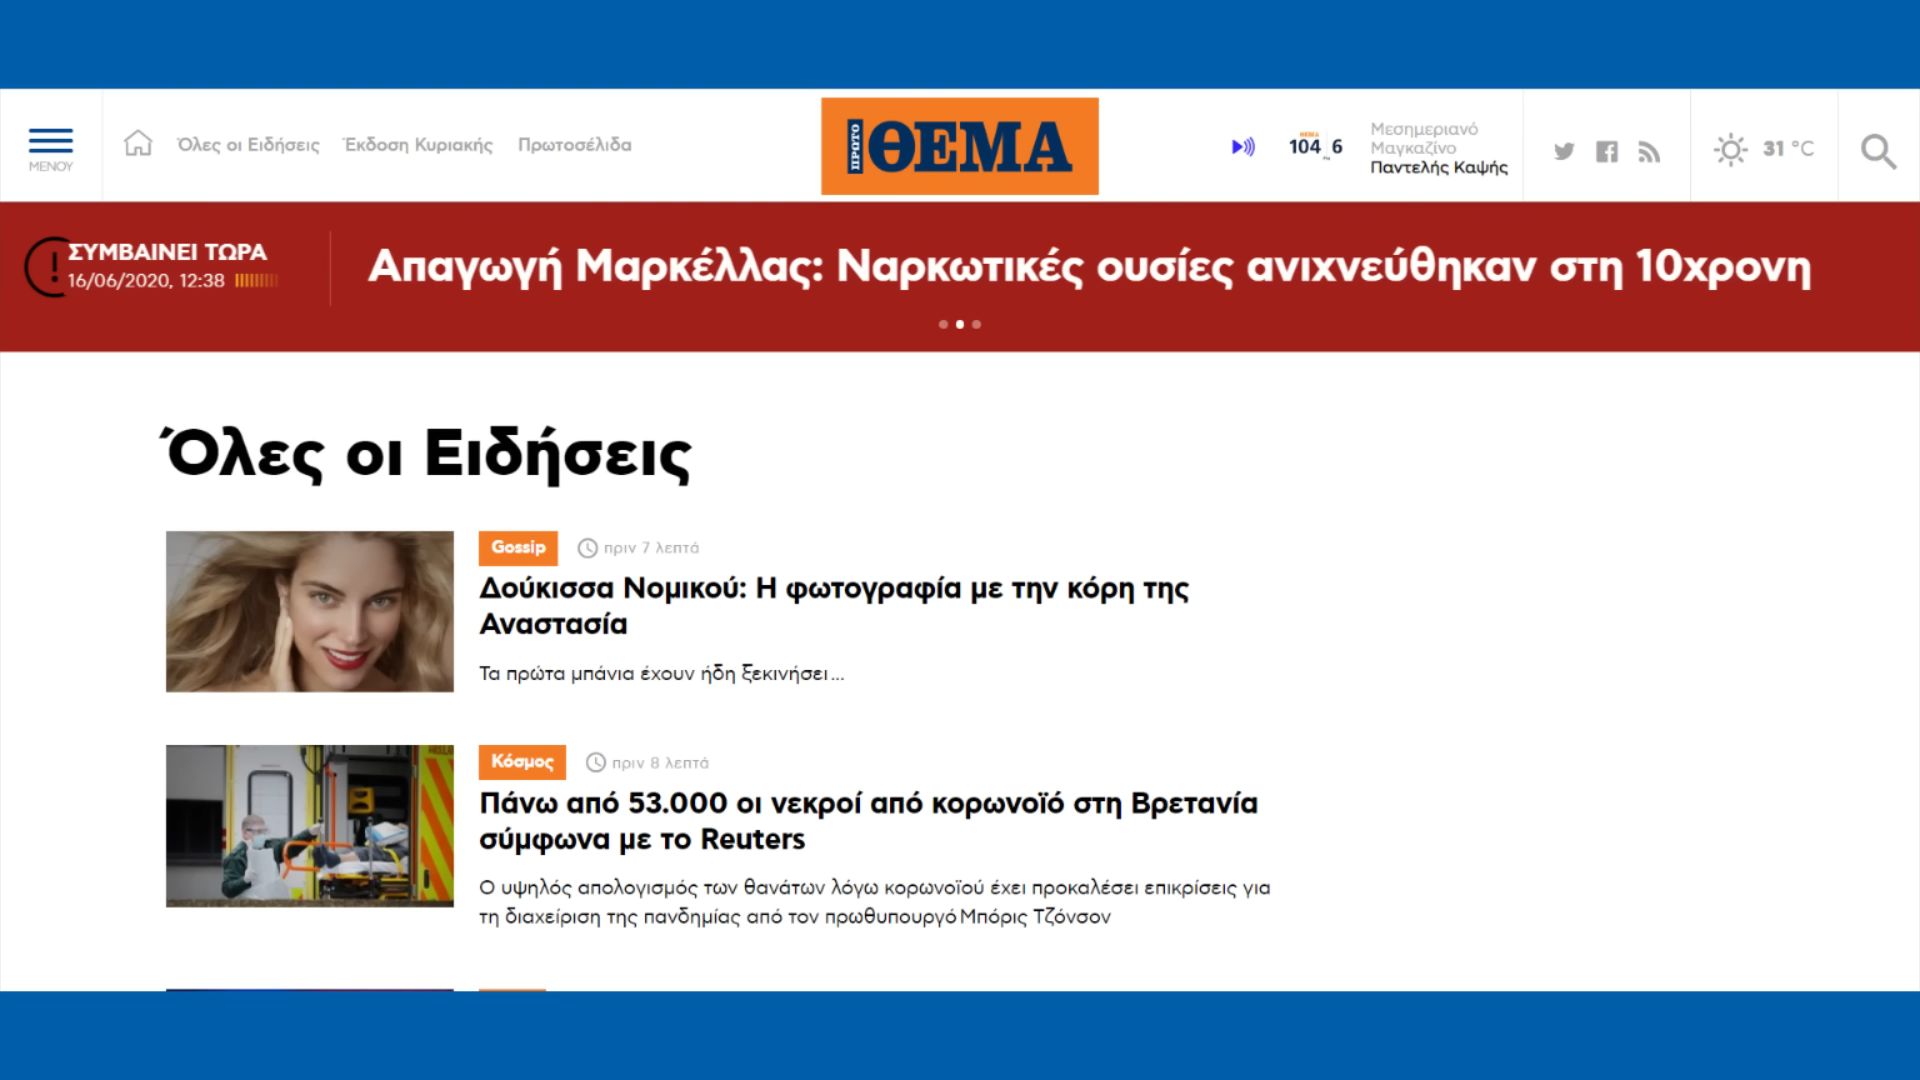 ΜΕΝΟΥ
Όλες οι Ειδήσεις
Έκδοση Κυριακής
Πρωτοσέλιδα
ΠΡΩΤΟ ΘΕΜΑ
ΘΕΜΑ
104 6
Μεσημεριανό
Μαγκαζίνο
Παντελής Καψής
31 °C
ΣΥΜΒΑΙΝΕΙ ΤΩΡΑ
16/06/2020, 12:38
Απαγωγή Μαρκέλλας: Ναρκωτικές ουσίες ανιχνεύθηκαν στη 10χρονη
Όλες οι Ειδήσεις
Gossip
πριν 7 λεπτά
Δούκισσα Νομικού: Η φωτογραφία με την κόρη της
Αναστασία
Τα πρώτα μπάνια έχουν ήδη ξεκινήσει...
Κόσμος
πριν 8 λεπτά
Πάνω από 53.000 οι νεκροί από κορωνοϊό στη Βρετανία
σύμφωνα με το Reuters
Ο υψηλός απολογισμός των θανάτων λόγω κορωνοϊού έχει προκαλέσει επικρίσεις για
τη διαχείριση της πανδημίας από τον πρωθυπουργό Μπόρις Τζόνσον